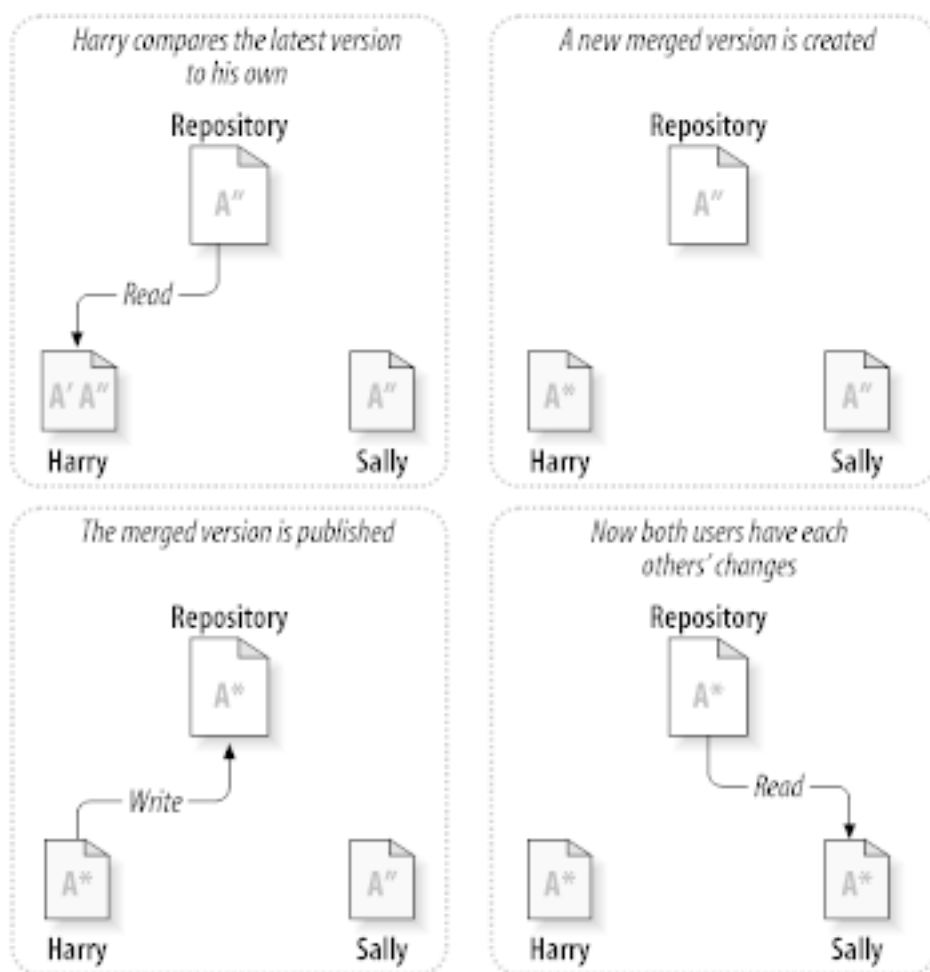 Harry compares the latest version
to his own
Repository
A″
Read
A′ A″
A″
Harry
Sally
A new merged version is created
Repository
A″
A*
A″
Harry
Sally
The merged version is published
Repository
A*
Write
A*
A″
Harry
Sally
Now both users have each
others’ changes
Repository
A*
Read
A*
A*
Harry
Sally